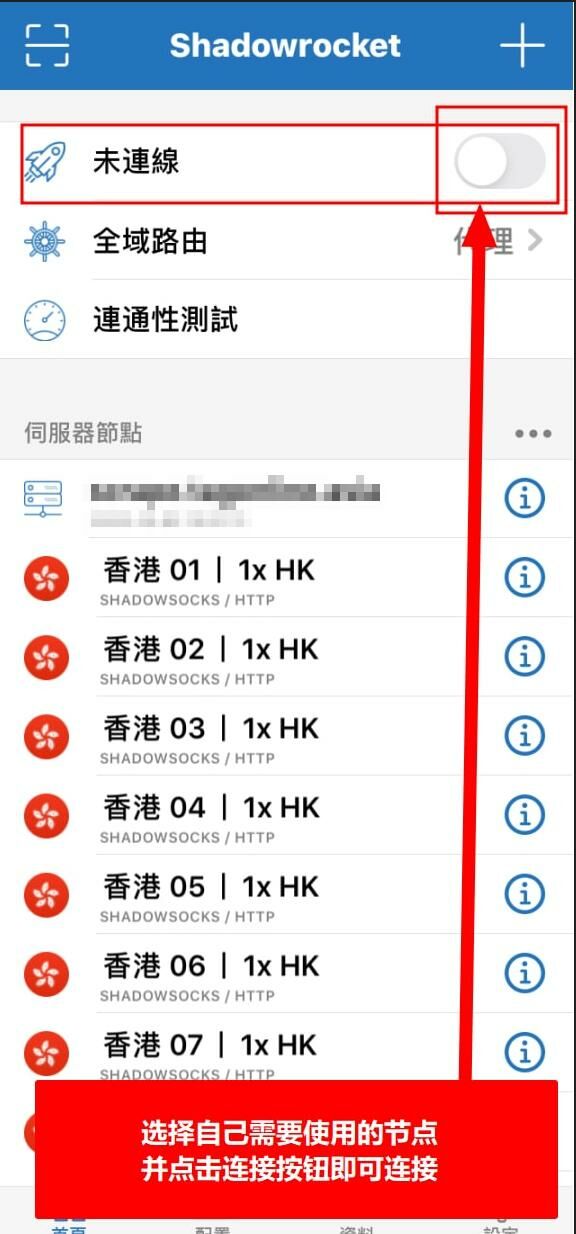 Shadowrocket
未連線
全域路由
理
連通性測試
伺服器節點
香港 01 | 1x HK
SHADOWSOCKS / HTTP
香港 02 | 1x HK
SHADOWSOCKS / HTTP
香港 03 | 1x HK
SHADOWSOCKS / HTTP
香港 04 | 1x HK
SHADOWSOCKS / HTTP
香港 05 | 1x HK
SHADOWSOCKS / HTTP
香港 06 | 1x HK
SHADOWSOCKS / HTTP
香港 07 | 1x HK
SHADOWSOCKS / HTTP
选择自己需要使用的节点
并点击连接按钮即可连接
首頁 配置 資料 設定